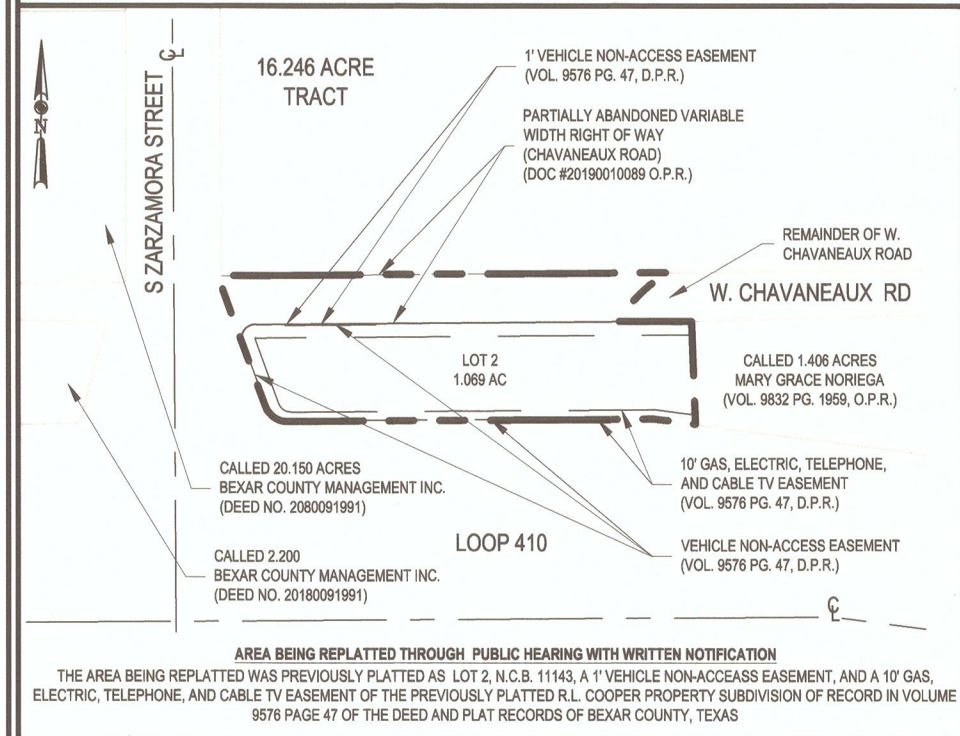 16.246 ACRE
TRACT
1' VEHICLE NON-ACCESS EASEMENT
(VOL. 9576 PG. 47, D.P.R.)
PARTIALLY ABANDONED VARIABLE
WIDTH RIGHT OF WAY
(CHAVANEAUX ROAD)
(DOC #20190010089 O.P.R.)
N
S ZARZAMORA STREET
REMAINDER OF W.
CHAVANEAUX ROAD
W. CHAVANEAUX RD
LOT 2
1.069 AC
CALLED 1.406 ACRES
MARY GRACE NORIEGA
(VOL. 9832 PG. 1959, O.P.R.)
CALLED 20.150 ACRES
BEXAR COUNTY MANAGEMENT INC.
(DEED NO. 2080091991)
10' GAS, ELECTRIC, TELEPHONE,
AND CABLE TV EASEMENT
(VOL. 9576 PG. 47, D.P.R.)
LOOP 410
VEHICLE NON-ACCESS EASEMENT
(VOL. 9576 PG. 47, D.P.R.)
CALLED 2.200
BEXAR COUNTY MANAGEMENT INC.
(DEED NO. 20180091991)
AREA BEING REPLATTED THROUGH PUBLIC HEARING WITH WRITTEN NOTIFICATION
THE AREA BEING REPLATTED WAS PREVIOUSLY PLATTED AS LOT 2, N.C.B. 11143, A 1' VEHICLE NON-ACCEASS EASEMENT, AND A 10' GAS,
ELECTRIC, TELEPHONE, AND CABLE TV EASEMENT OF THE PREVIOUSLY PLATTED R.L. COOPER PROPERTY SUBDIVISION OF RECORD IN VOLUME
9576 PAGE 47 OF THE DEED AND PLAT RECORDS OF BEXAR COUNTY, TEXAS